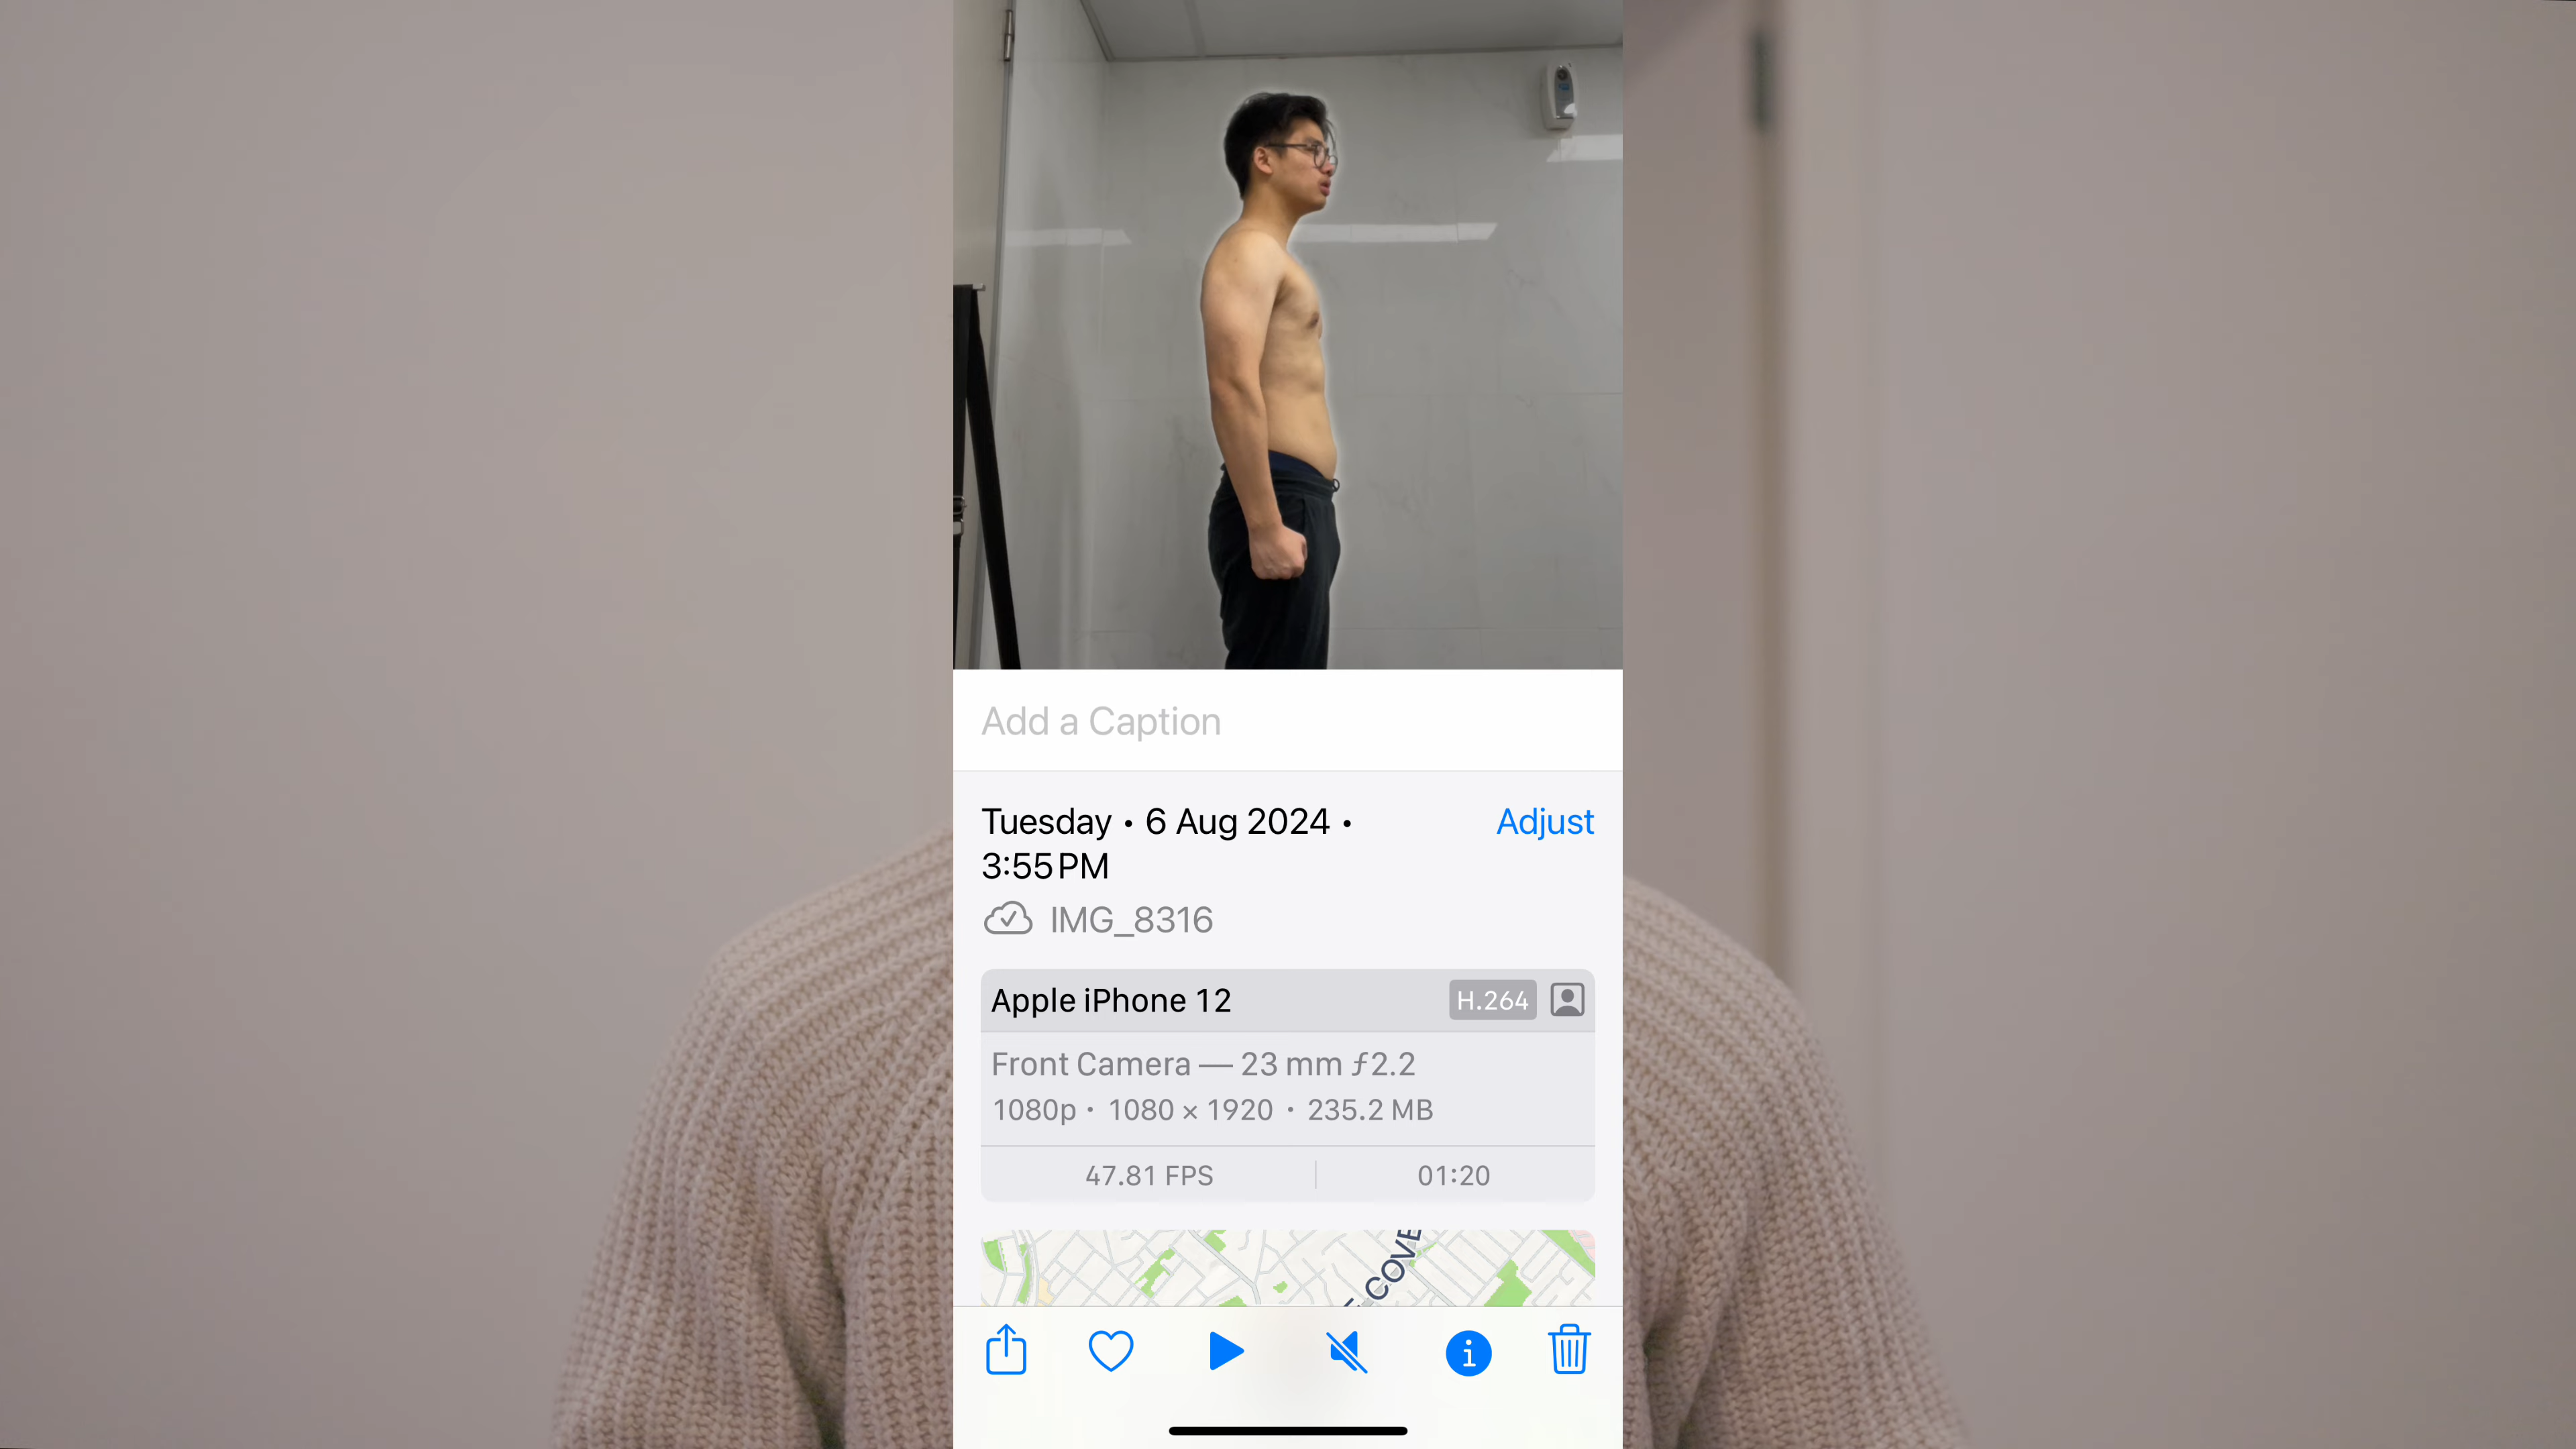 Add a Caption
Tuesday • 6 Aug 2024 •
Adjust
3:55 PM
IMG_8316
Apple iPhone 12
H.264
Front Camera — 23 mm ƒ2.2
1080p • 1080 × 1920 • 235.2 MB
47.81 FPS
01:20
COVE